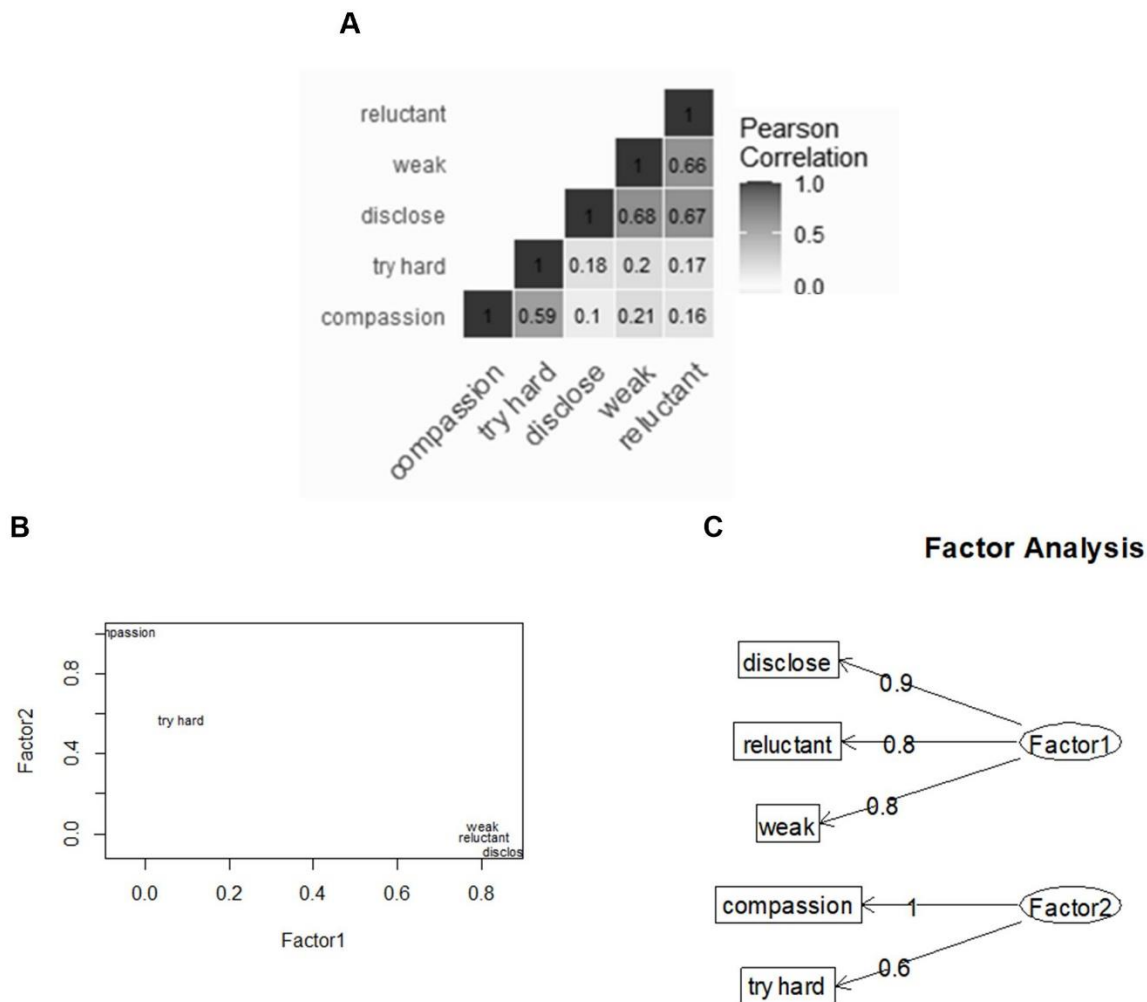 A
reluctant 1
weak 1 0.66
disclose 1 0.68 0.67
try hard 1 0.18 0.2 0.17
compassion 1 0.59 0.1 0.21 0.16
compassion try hard disclose weak reluctant
Pearson
Correlation
1.0
0.5
0.0
B
npassion
try hard
weak
reluctant
disclos
0.8
0.4
0.0
Factor2
0.0 0.2 0.4 0.6 0.8
Factor1
C
Factor Analysis
disclose
0.9
reluctant 0.8 Factor1
0.8
weak
compassion 1 Factor2
0.6
try hard